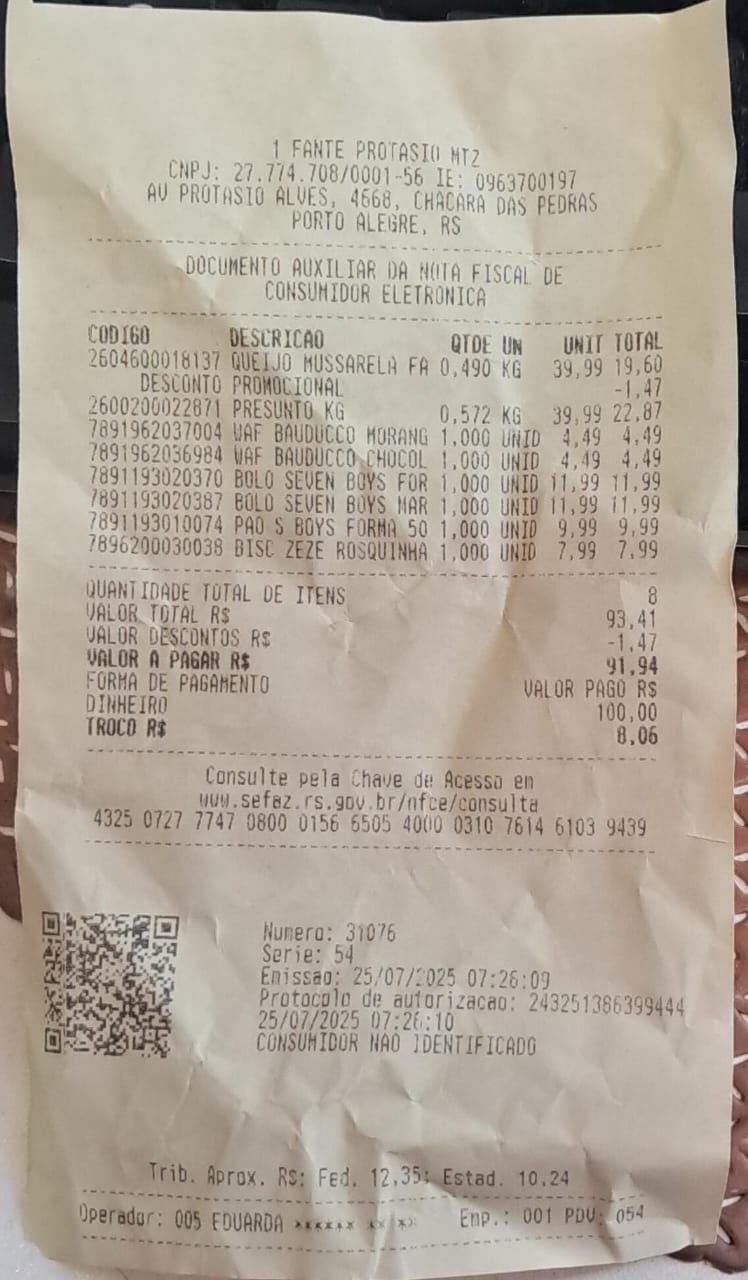 1 FANTE PROTASIO MTZ
CNPJ: 27.774.708/0001-56 IE: 0963700197
AV PROTASIO ALVES, 4668, CHACARA DAS PEDRAS
PORTO ALEGRE, RS
DOCUMENTO AUXILIAR DA NOTA FISCAL DE
CONSUMIDOR ELETRONICA
CODIGO DESCRICAO QTDE UN UNIT TOTAL
2604600018137 QUEIJO MUSSARELA FA 0,490 KG 39,99 19,60
DESCONTO PROMOCIONAL -1,47
2600200022871 PRESUNTO KG 0,572 KG 39,99 22,87
7891962037004 WAF BAUDUCCO MORANG 1,000 UNID 4,49 4,49
7891962036984 WAF BAUDUCCO CHOCOL 1,000 UNID 4,49 4,49
7891193020370 BOLO SEVEN BOYS FOR 1,000 UNID 11,99 11,99
7891193020387 BOLO SEVEN BOYS MAR 1,000 UNID 11,99 11,99
7891193010074 PAO S BOYS FORMA 50 1,000 UNID 9,99 9,99
7896200030038 BISC ZEZE ROSQUINHA 1,000 UNID 7,99 7,99
QUANTIDADE TOTAL DE ITENS 8
VALOR TOTAL R$ 93,41
VALOR DESCONTOS R$ -1,47
VALOR A PAGAR R$ 91,94
FORMA DE PAGAMENTO VALOR PAGO R$
DINHEIRO 100,00
TROCO R$ 8,06
Consulte pela Chave de Acesso em
www.sefaz.rs.gov.br/nfce/consulta
4325 0727 7747 0800 0156 6505 4000 0310 7614 6103 9439
Numero: 31076
Serie: 54
Emissao: 25/07/2025 07:26:09
Protocolo de autorizacao: 243251386399444
25/07/2025 07:26:10
CONSUMIDOR NAO IDENTIFICADO
Trib. Aprox. R$: Fed. 12,35; Estad. 10,24
Operador: 005 EDUARDA ****** ** ** Emp.: 001 PDV: 054